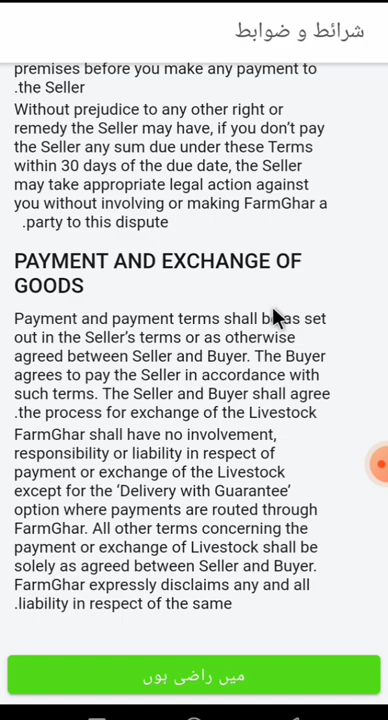 شرائط و ضوابط
premises before you make any payment to
.the Seller
Without prejudice to any other right or
remedy the Seller may have, if you don’t pay
the Seller any sum due under these Terms
within 30 days of the due date, the Seller
may take appropriate legal action against
you without involving or making FarmGhar a
.party to this dispute
PAYMENT AND EXCHANGE OF
GOODS
Payment and payment terms shall be as set
out in the Seller’s terms or as otherwise
agreed between Seller and Buyer. The Buyer
agrees to pay the Seller in accordance with
such terms. The Seller and Buyer shall agree
.the process for exchange of the Livestock
FarmGhar shall have no involvement,
responsibility or liability in respect of
payment or exchange of the Livestock
except for the ‘Delivery with Guarantee’
option where payments are routed through
FarmGhar. All other terms concerning the
payment or exchange of Livestock shall be
solely as agreed between Seller and Buyer.
FarmGhar expressly disclaims any and all
.liability in respect of the same
میں راضی ہوں